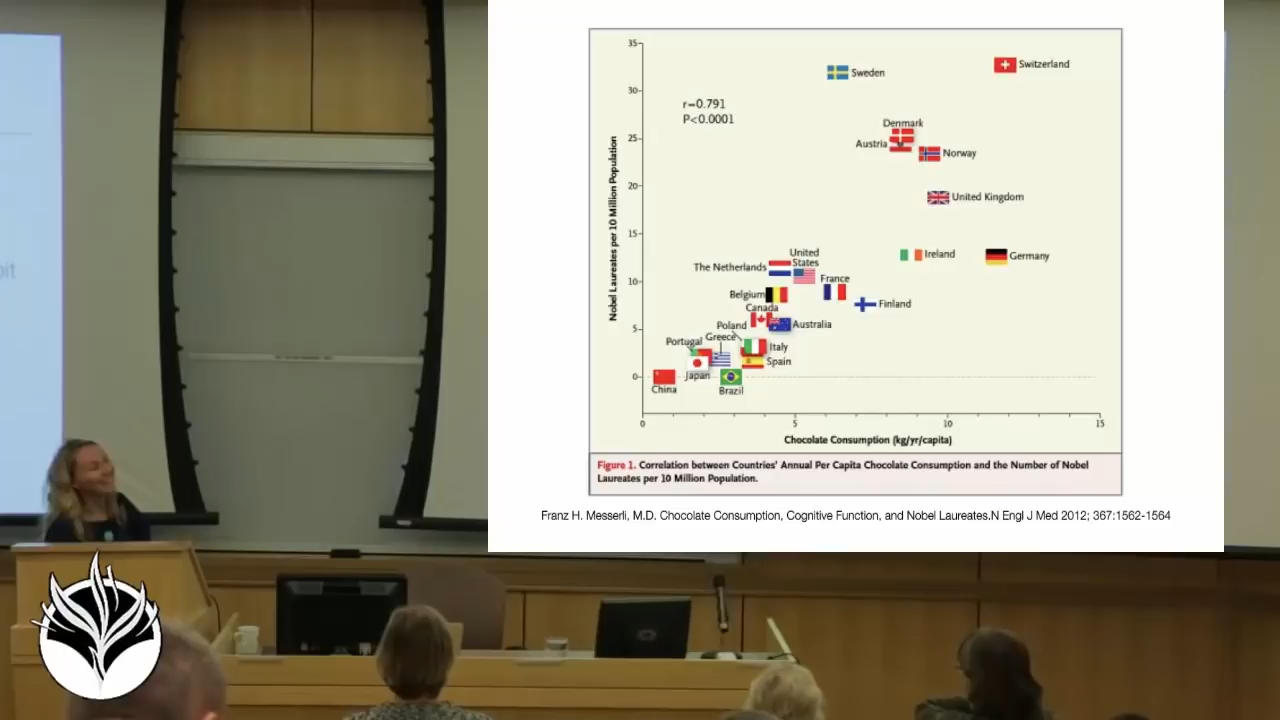 oit
35
30
25
20
15
10
5
0
Nobel Laureates per 10 Million Population
r=0.791
P<0.0001
Sweden
Switzerland
Denmark
Austria
Norway
United Kingdom
Ireland
Germany
The Netherlands
United
States
France
Belgium
Finland
Canada
Australia
Poland
Greece
Portugal
Italy
Spain
Japan
China
Brazil
0
5
10
15
Chocolate Consumption (kg/yr/capita)
Figure 1. Correlation between Countries' Annual Per Capita Chocolate Consumption and the Number of Nobel
Laureates per 10 Million Population.
Franz H. Messerli, M.D. Chocolate Consumption, Cognitive Function, and Nobel Laureates.N Engl J Med 2012; 367:1562-1564